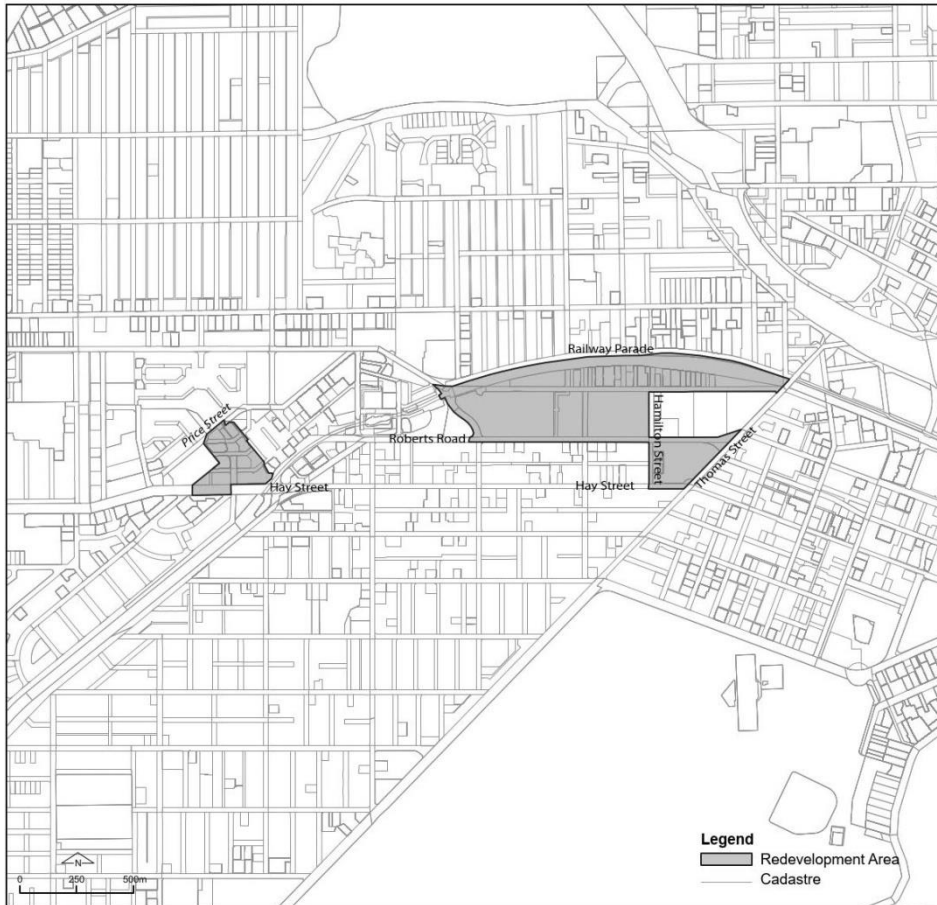 Railway Parade
Price Street
Hamilton Street
Roberts Road
Thomas Street
Hay Street
Hay Street
Legend
Redevelopment Area
Cadastre
N
0 250 500m